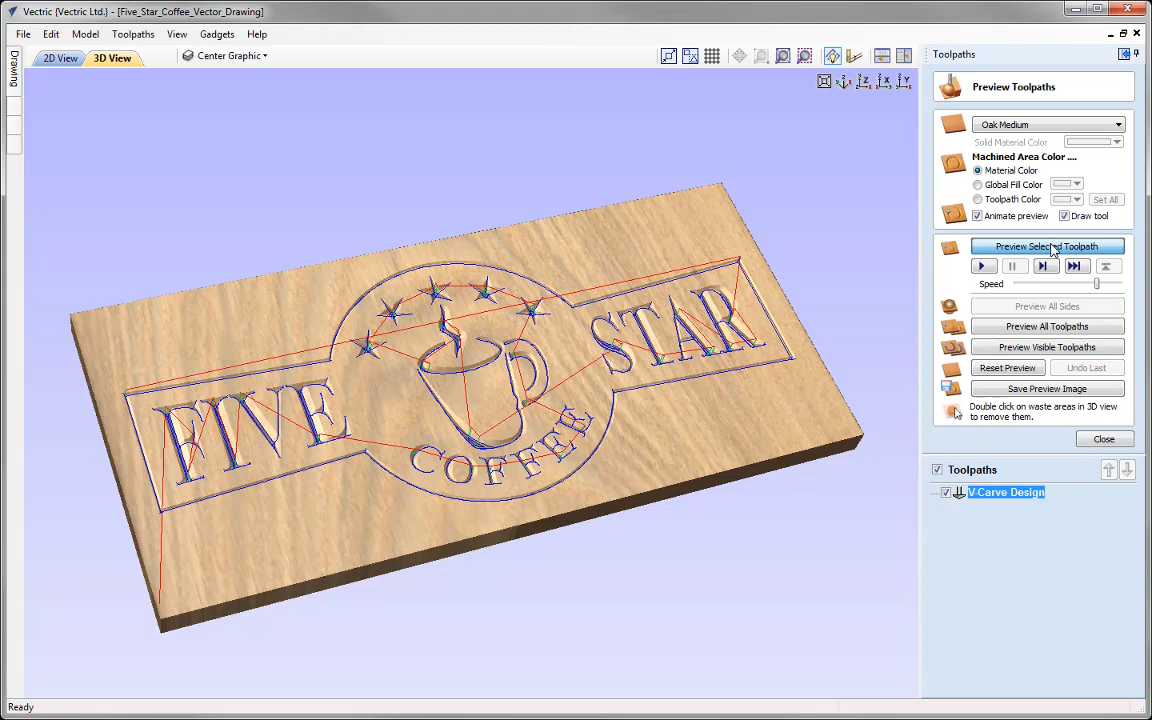 Vectric {Vectric Ltd.} - [Five_Star_Coffee_Vector_Drawing]
File Edit Model Toolpaths View Gadgets Help
Drawing
2D View 3D View Center Graphic
Z X Y
FIVE STAR
COFFEE
Toolpaths
Preview Toolpaths
Oak Medium
Solid Material Color
Machined Area Color ....
Material Color
Global Fill Color
Toolpath Color Set All
Animate preview Draw tool
Preview Selected Toolpath
Speed
Preview All Sides
Preview All Toolpaths
Preview Visible Toolpaths
Reset Preview Undo Last
Save Preview Image
Double click on waste areas in 3D view
to remove them.
Close
Toolpaths
V-Carve Design
Ready